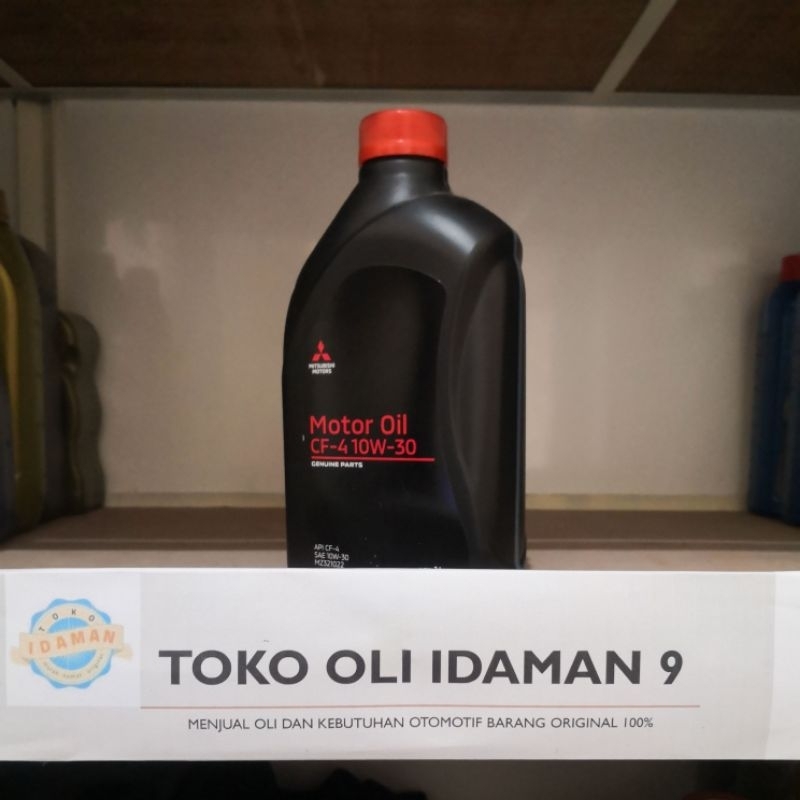 MITSUBISHI
MOTORS
Motor Oil
CF-4 10W-30
GENUINE PARTS
API CF-4
SAE 10W-30
MZ321022
TOKO
IDAMAN
TOKO OLI IDAMAN 9
MENJUAL OLI DAN KEBUTUHAN OTOMOTIF BARANG ORIGINAL 100%